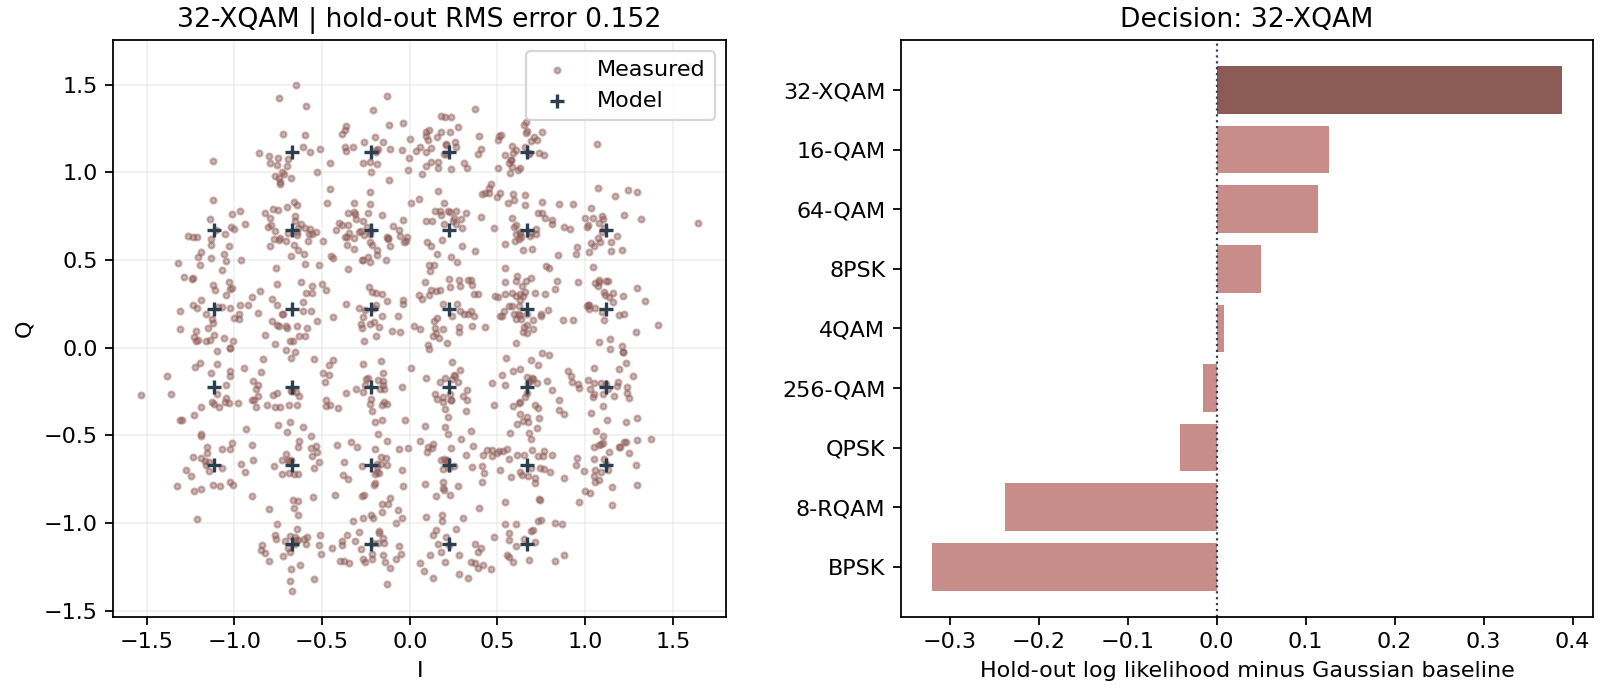 32-XQAM | hold-out RMS error 0.152
Measured
Model
1.5
1.0
0.5
0.0
−0.5
−1.0
−1.5
Q
−1.5
−1.0
−0.5
0.0
0.5
1.0
1.5
I
Decision: 32-XQAM
32-XQAM
16-QAM
64-QAM
8PSK
4QAM
256-QAM
QPSK
8-RQAM
BPSK
−0.3
−0.2
−0.1
0.0
0.1
0.2
0.3
0.4
Hold-out log likelihood minus Gaussian baseline